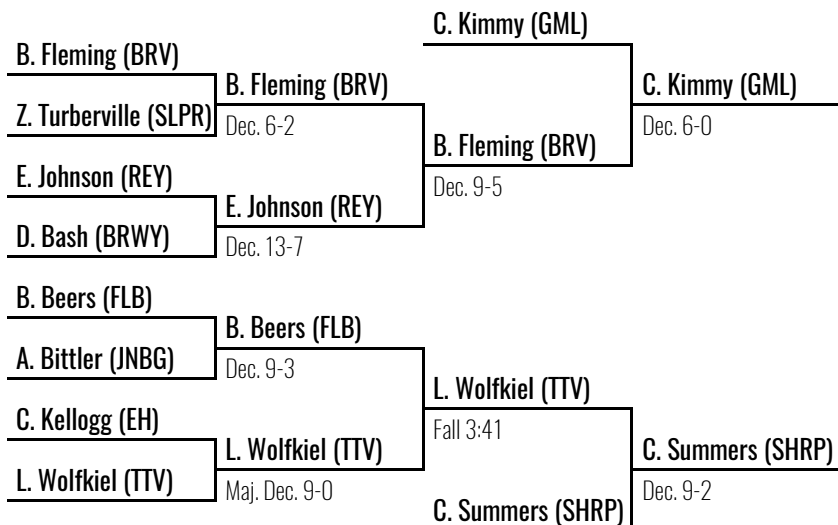 C. Kimmy (GML)
B. Fleming (BRV)
B. Fleming (BRV)
C. Kimmy (GML)
Z. Turberville (SLPR)
Dec. 6-2
Dec. 6-0
B. Fleming (BRV)
E. Johnson (REY)
Dec. 9-5
E. Johnson (REY)
D. Bash (BRWY)
Dec. 13-7
B. Beers (FLB)
B. Beers (FLB)
A. Bittler (JNBG)
Dec. 9-3
L. Wolfkiel (TTV)
C. Kellogg (EH)
Fall 3:41
L. Wolfkiel (TTV)
C. Summers (SHRP)
L. Wolfkiel (TTV)
Maj. Dec. 9-0
Dec. 9-2
C. Summers (SHRP)